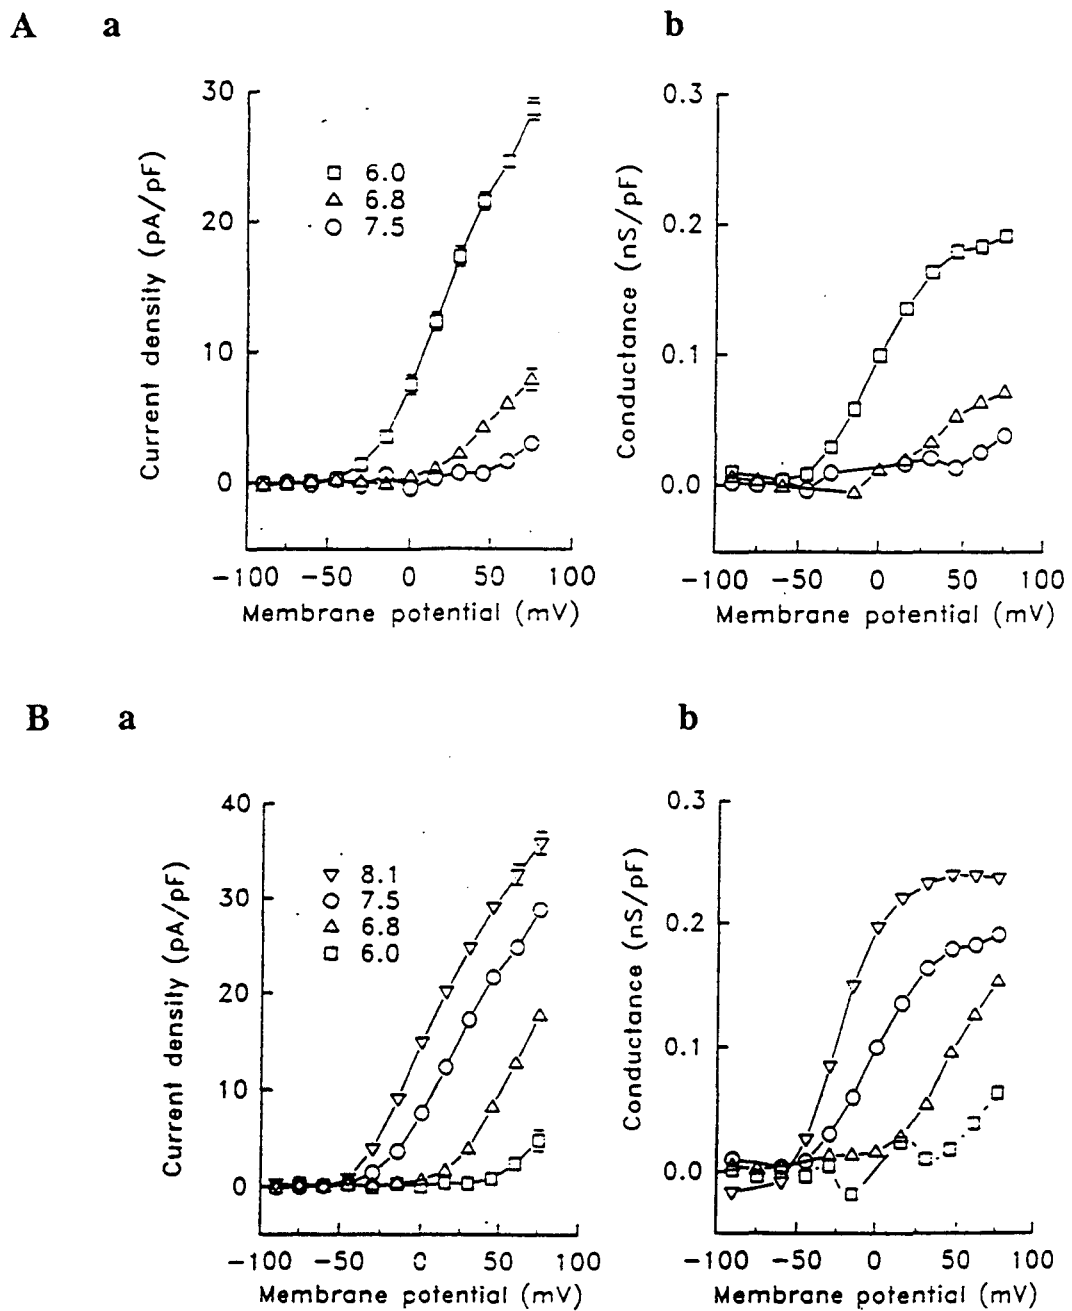 A a b
30
20
10
0
Current density (pA/pF)
6.0
6.8
7.5
-100 -50 0 50 100
Membrane potential (mV)
0.3
0.2
0.1
0.0
Conductance (nS/pF)
-100 -50 0 50 100
Membrane potential (mV)
B a b
40
30
20
10
0
Current density (pA/pF)
8.1
7.5
6.8
6.0
-100 -50 0 50 100
Membrane potential (mV)
0.3
0.2
0.1
0.0
Conductance (nS/pF)
-100 -50 0 50 100
Membrane potential (mV)